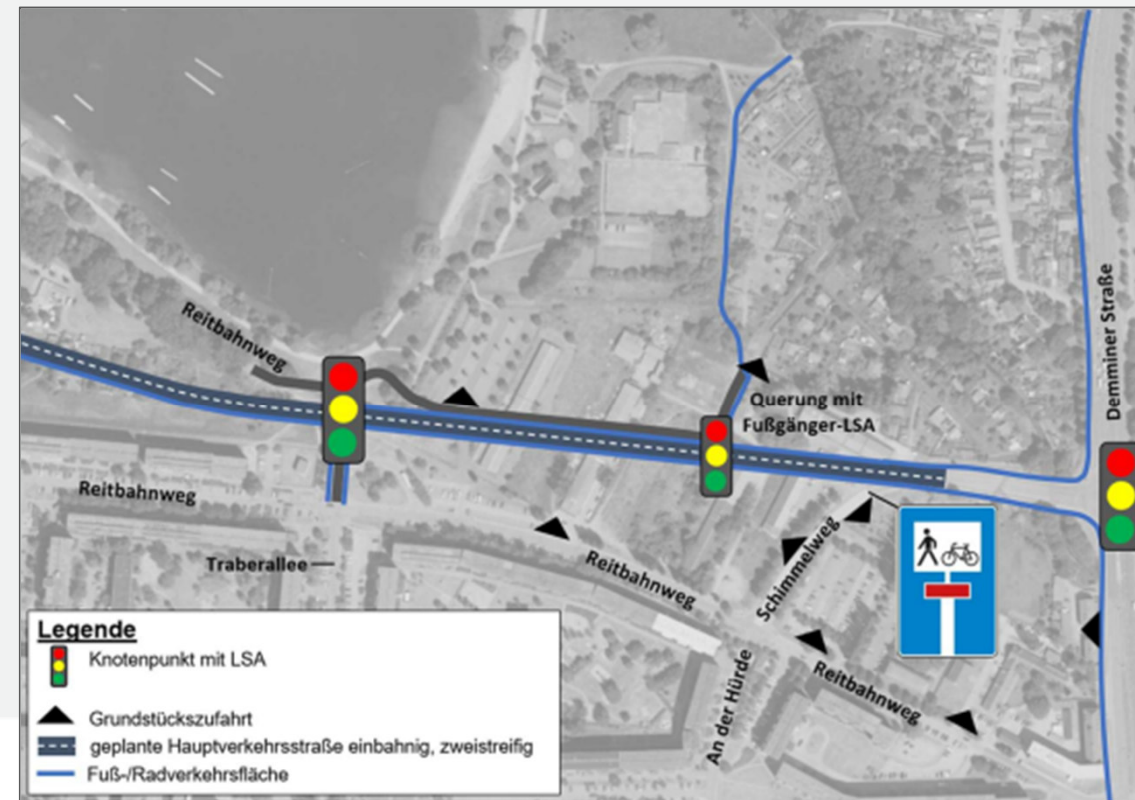 Demminer Straße
Reitbahnweg
Querung mit
Fußgänger-LSA
Reitbahnweg
Traberallee
Reitbahnweg
Schimmelweg
An der Hürde
Reitbahnweg
Legende
Knotenpunkt mit LSA
Grundstückszufahrt
geplante Hauptverkehrsstraße einbahnig, zweistreifig
Fuß-/Radverkehrsfläche